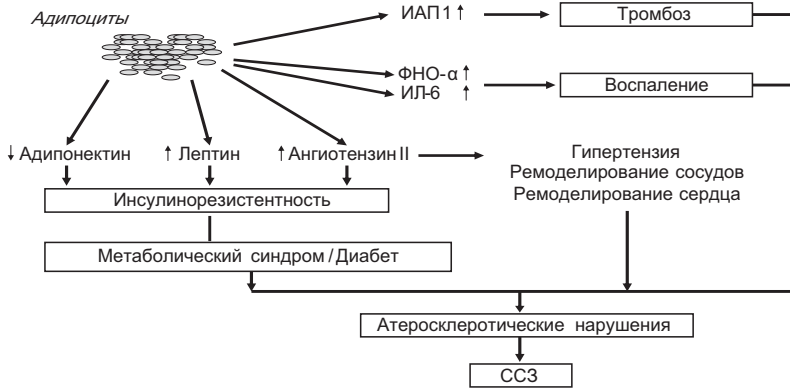 Адипоциты
ИАП1 ↑
Тромбоз
ФНО-α ↑
ИЛ-6 ↑
Воспаление
↓ Адипонектин ↑ Лептин ↑ Ангиотензин II
Гипертензия
Ремоделирование сосудов
Ремоделирование сердца
Инсулинорезистентность
Метаболический синдром / Диабет
Атеросклеротические нарушения
ССЗ